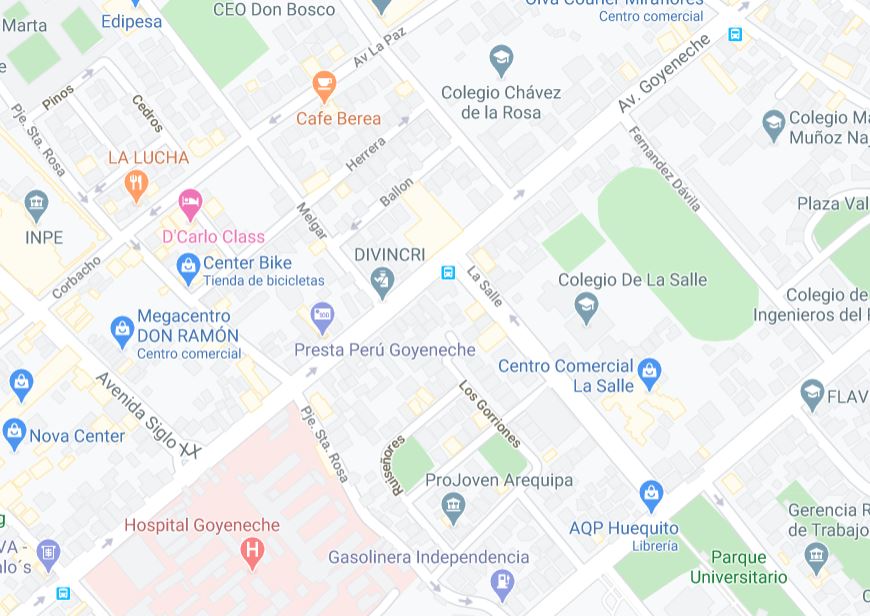 Marta
CEO Don Bosco
Edipesa
Centro comercial
Av La Paz
Av. Goyeneche
Pinos
Cedros
Pje. Sta. Rosa
Cafe Berea
Colegio Chávez
de la Rosa
Colegio Ma
Muñoz Naj
Herrera
Fernandez Dávila
LA LUCHA
Ballon
Melgar
INPE
D'Carlo Class
Plaza Val
Corbacho
Center Bike
Tienda de bicicletas
DIVINCRI
La Salle
Colegio De La Salle
Colegio de
Ingenieros del
Megacentro
DON RAMÓN
Centro comercial
Presta Perú Goyeneche
Centro Comercial
La Salle
Avenida Siglo XX
Los Gorriones
FLAV
Nova Center
Pje. Sta. Rosa
Ruiseñores
ProJoven Arequipa
Hospital Goyeneche
H
AQP Huequito
Librería
Gerencia R
de Trabajo
VA -
alo´s
Gasolinera Independencia
Parque
Universitario